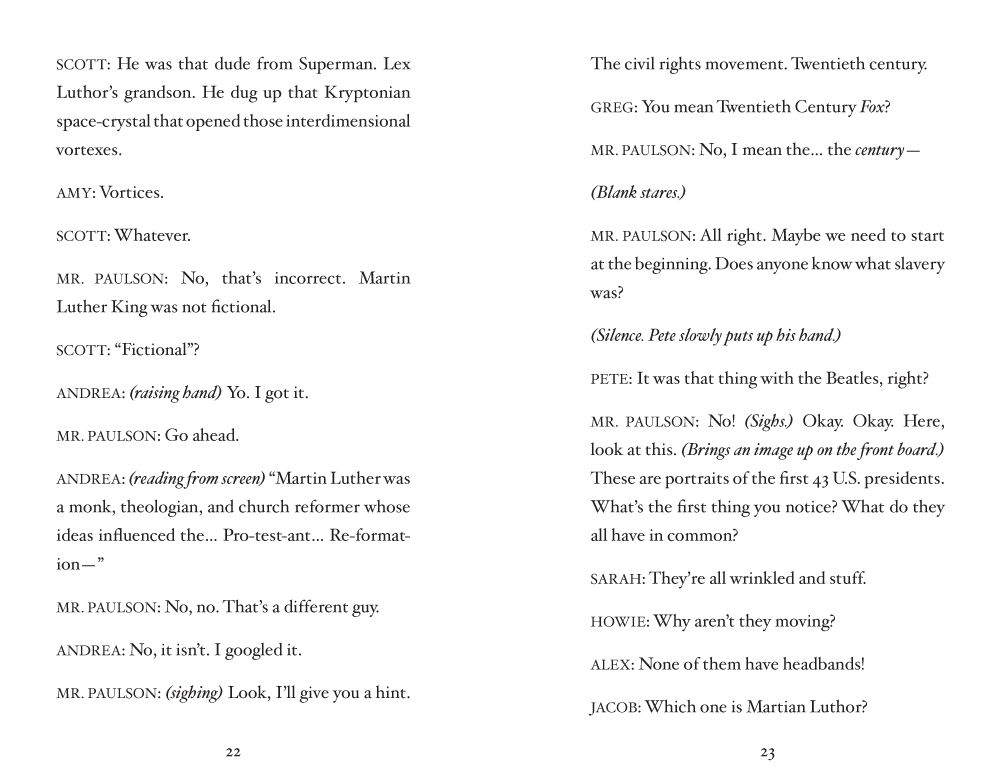 SCOTT: He was that dude from Superman. Lex
Luthor’s grandson. He dug up that Kryptonian
space-crystal that opened those interdimensional
vortexes.
AMY: Vortices.
SCOTT: Whatever.
MR. PAULSON: No, that’s incorrect. Martin
Luther King was not fictional.
SCOTT: “Fictional”?
ANDREA: (raising hand) Yo. I got it.
MR. PAULSON: Go ahead.
ANDREA: (reading from screen) “Martin Luther was
a monk, theologian, and church reformer whose
ideas influenced the... Pro-test-ant... Re-format-
ion—”
MR. PAULSON: No, no. That’s a different guy.
ANDREA: No, it isn’t. I googled it.
MR. PAULSON: (sighing) Look, I’ll give you a hint.
22
The civil rights movement. Twentieth century.
GREG: You mean Twentieth Century Fox?
MR. PAULSON: No, I mean the... the century—
(Blank stares.)
MR. PAULSON: All right. Maybe we need to start
at the beginning. Does anyone know what slavery
was?
(Silence. Pete slowly puts up his hand.)
PETE: It was that thing with the Beatles, right?
MR. PAULSON: No! (Sighs.) Okay. Okay. Here,
look at this. (Brings an image up on the front board.)
These are portraits of the first 43 U.S. presidents.
What’s the first thing you notice? What do they
all have in common?
SARAH: They’re all wrinkled and stuff.
HOWIE: Why aren’t they moving?
ALEX: None of them have headbands!
JACOB: Which one is Martian Luthor?
23